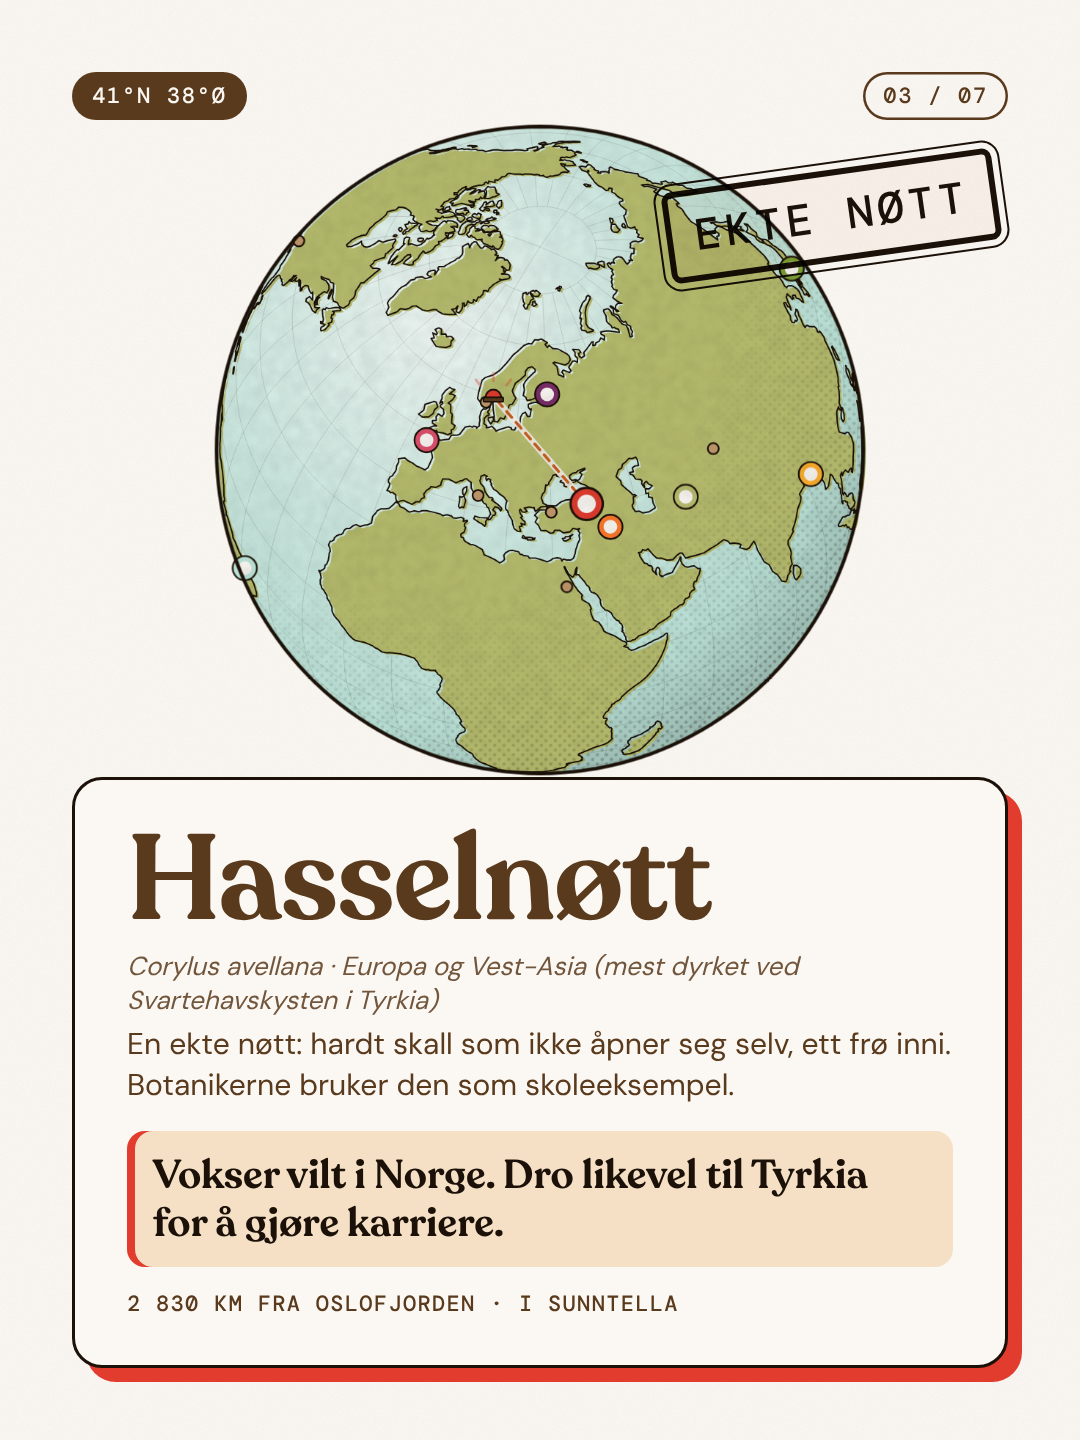 41°N 38°Ø
03 / 07
EKTE NØTT
Hasselnøtt
Corylus avellana · Europa og Vest-Asia (mest dyrket ved
Svartehavskysten i Tyrkia)
En ekte nøtt: hardt skall som ikke åpner seg selv, ett frø inni.
Botanikerne bruker den som skoleeksempel.
Vokser vilt i Norge. Dro likevel til Tyrkia
for å gjøre karriere.
2 830 KM FRA OSLOFJORDEN · I SUNNTELLA